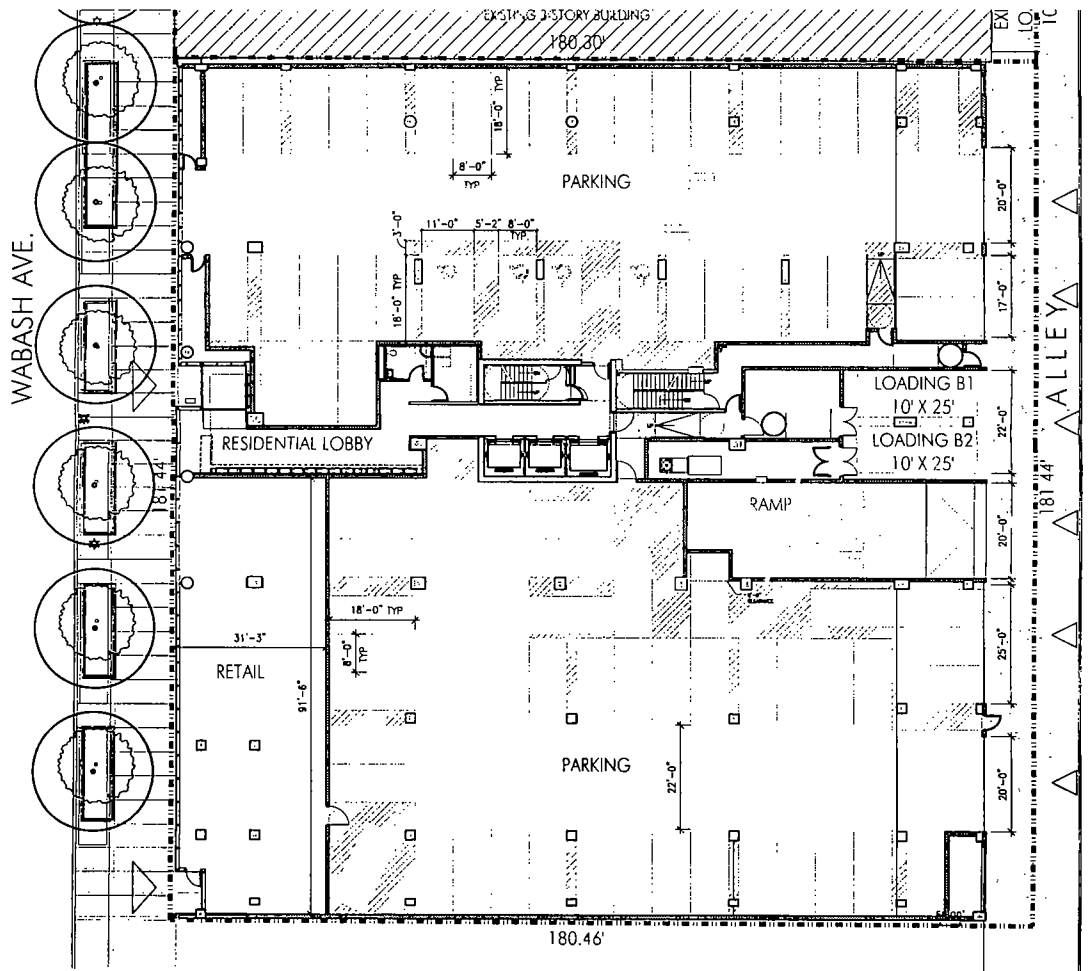 EXISTING 3-STORY BUILDING
180.30'
EXI
LO
10
WABASH AVE.
ALLEY
18'-0" TYP
8'-0"
TYP
PARKING
20'-0"
11'-0"
5'-2"
8'-0"
TYP
3'-0"
18'-0" TYP
17'-0"
LOADING B1
10' X 25'
LOADING B2
10' X 25'
22'-0"
RESIDENTIAL LOBBY
181.44'
181.44'
RAMP
20'-0"
18'-0" TYP
31'-3"
8'-0"
TYP
RETAIL
91'-6"
25'-0"
PARKING
22'-0"
20'-0"
180.46'